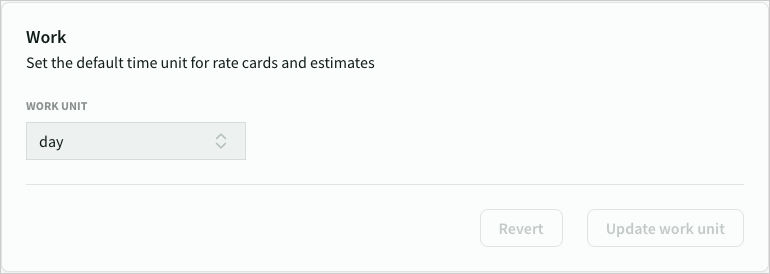 Work
Set the default time unit for rate cards and estimates
WORK UNIT
day
Revert
Update work unit